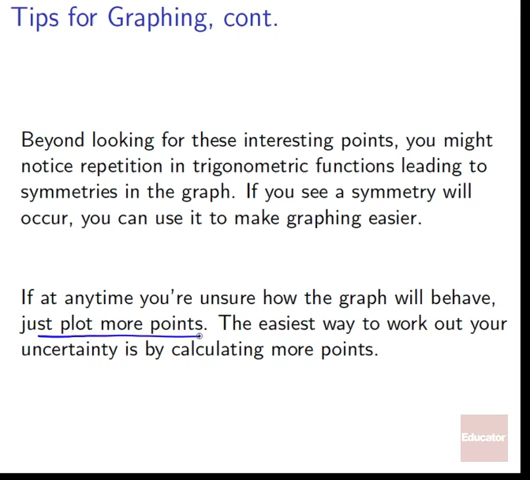 Tips for Graphing, cont.
Beyond looking for these interesting points, you might
notice repetition in trigonometric functions leading to
symmetries in the graph. If you see a symmetry will
occur, you can use it to make graphing easier.
If at anytime you're unsure how the graph will behave,
just plot more points. The easiest way to work out your
uncertainty is by calculating more points.
Educator